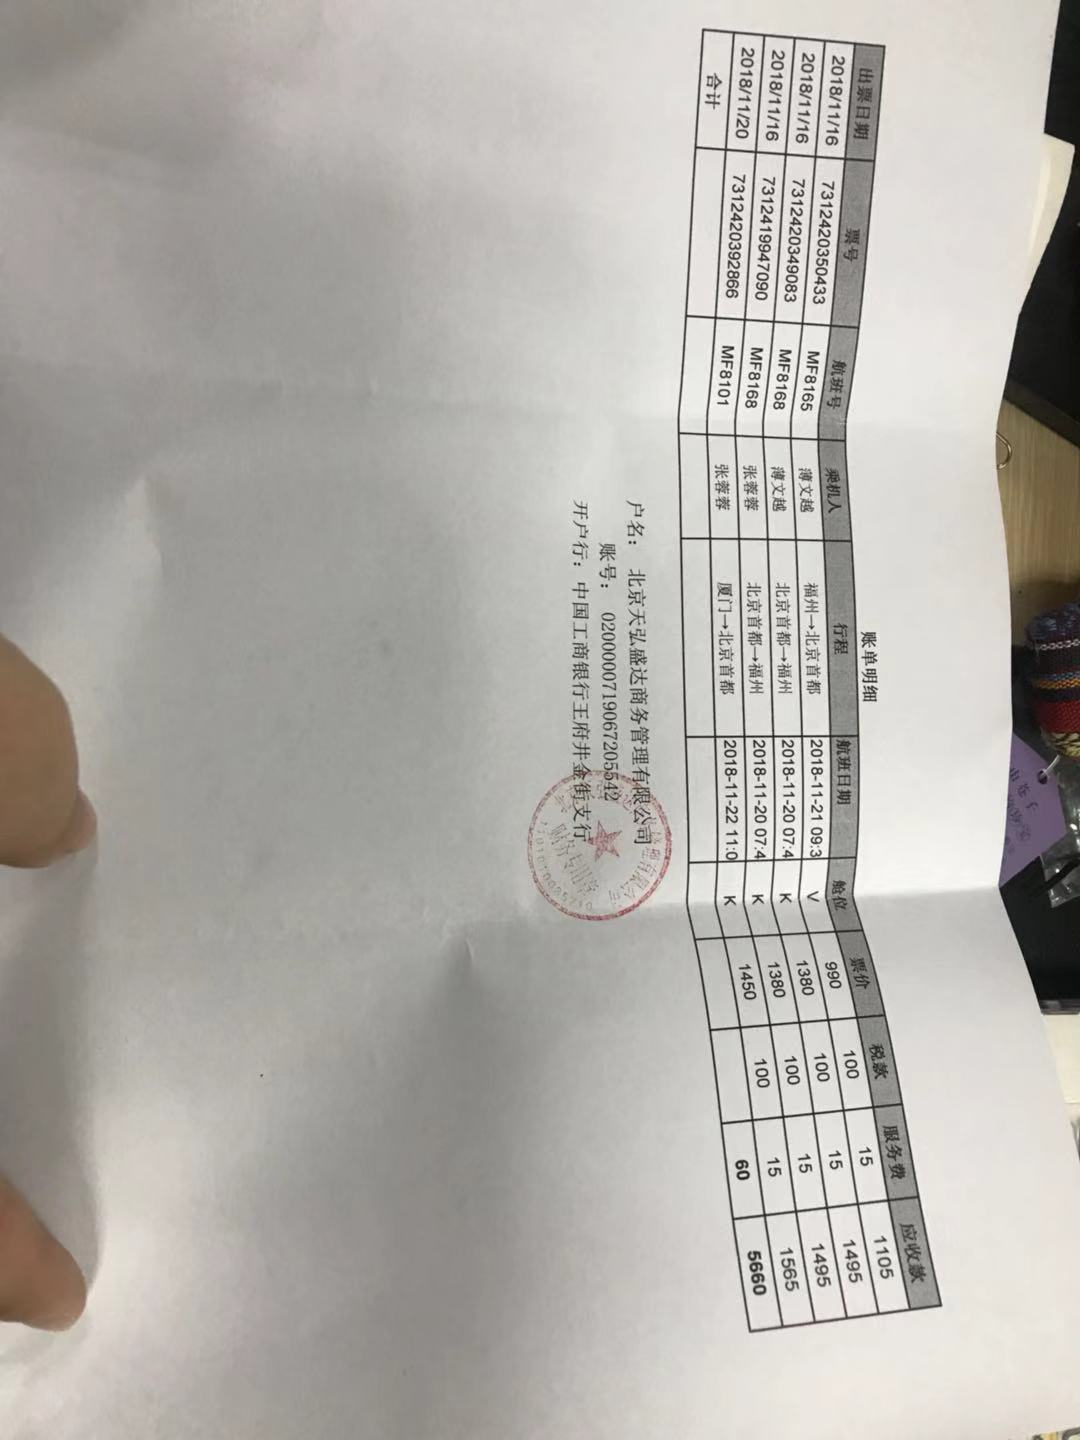 账单明细
出票日期 票号 航班号 乘机人 行程 航班日期 舱位 票价 税款 服务费 应收款
2018/11/16 7312420350433 MF8165 薄文越 福州→北京首都 2018-11-21 09:3 V 990 100 15 1105
2018/11/16 7312420349083 MF8168 薄文越 北京首都→福州 2018-11-20 07:4 K 1380 100 15 1495
2018/11/16 7312419947090 MF8168 张蓉蓉 北京首都→福州 2018-11-20 07:4 K 1380 100 15 1495
2018/11/20 7312420392866 MF8101 张蓉蓉 厦门→北京首都 2018-11-22 11:0 K 1450 100 15 1565
合计 60 5660
户名： 北京天弘盛达商务管理有限公司
账号： 0200000719067205542
开户行： 中国工商银行王府井金街支行
财务专用章